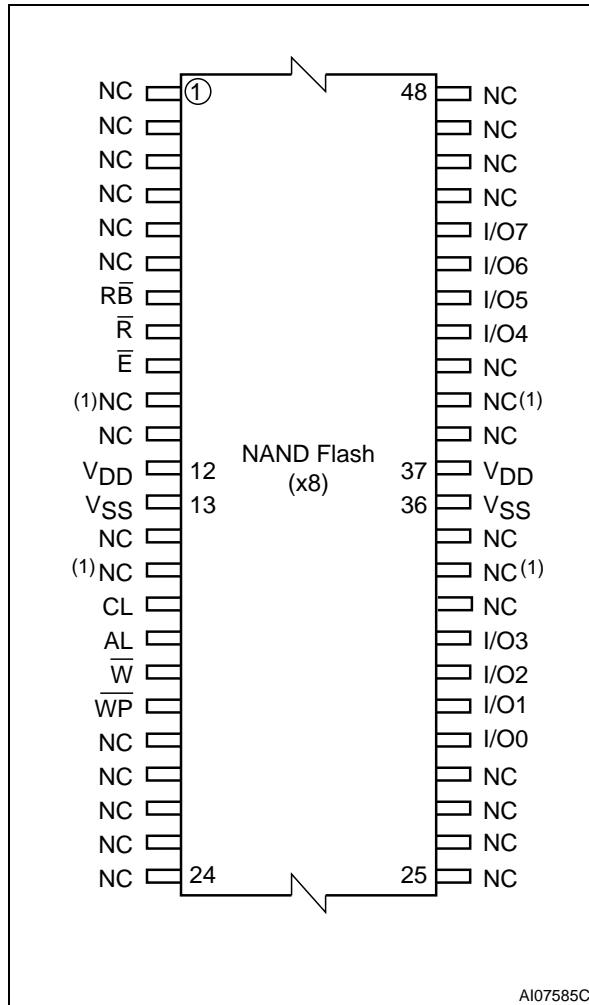 NC 1 48 NC
NC NC
NC NC
NC NC
NC I/O7
NC I/O6
RB̅ I/O5
R̅ I/O4
E̅ NC
(1)NC NC(1)
NC NC
NAND Flash
(x8)
VDD 12 37 VDD
VSS 13 36 VSS
NC NC
(1)NC NC(1)
CL NC
AL I/O3
W̅ I/O2
W̅P̅ I/O1
NC I/O0
NC NC
NC NC
NC NC
NC 24 25 NC
AI07585C